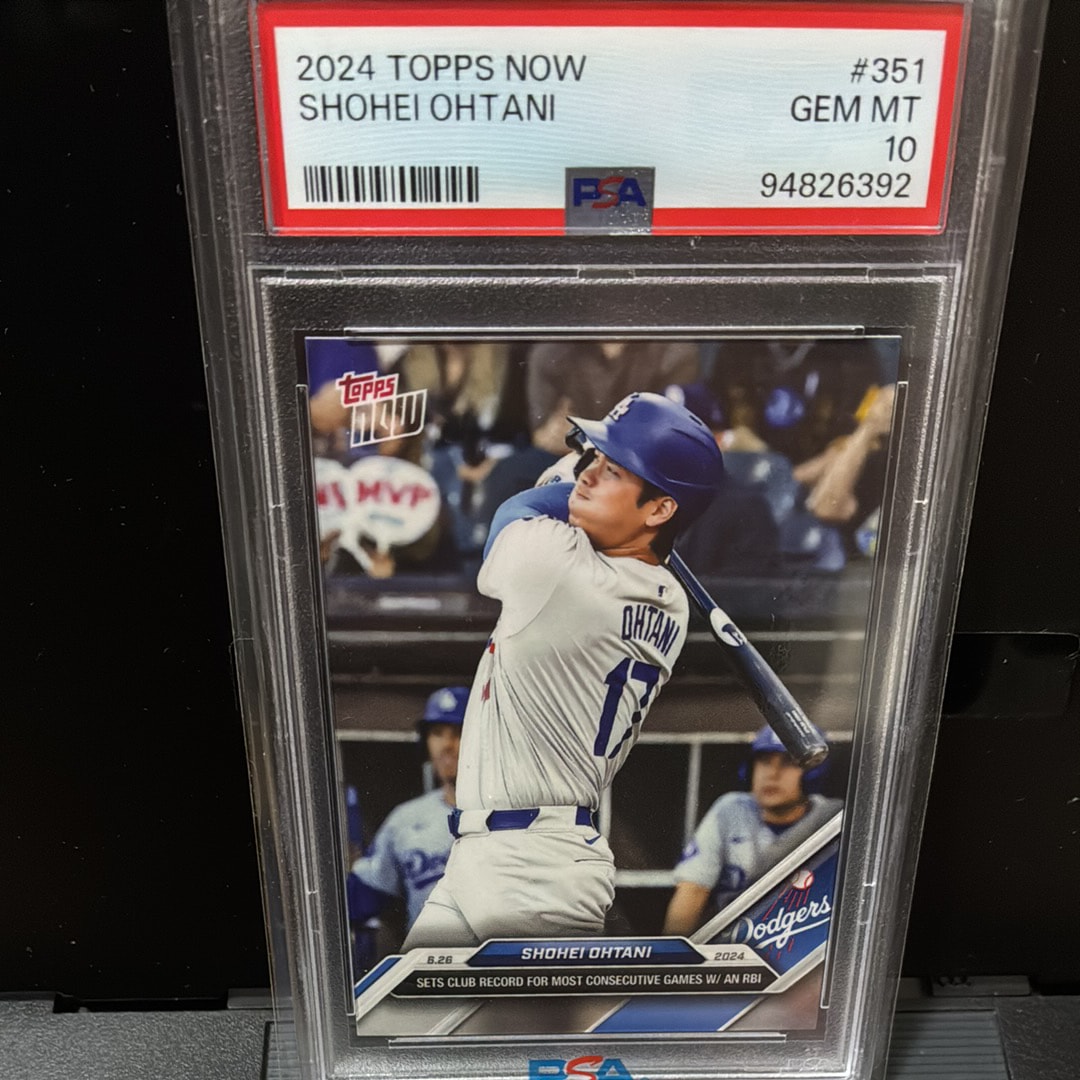 2024 TOPPS NOW #351
SHOHEI OHTANI GEM MT
10
94826392
PSA
TOPPS
NOW
MVP
OHTANI
17
Dodgers
SHOHEI OHTANI
6.26 2024
SETS CLUB RECORD FOR MOST CONSECUTIVE GAMES W/ AN RBI
PSA